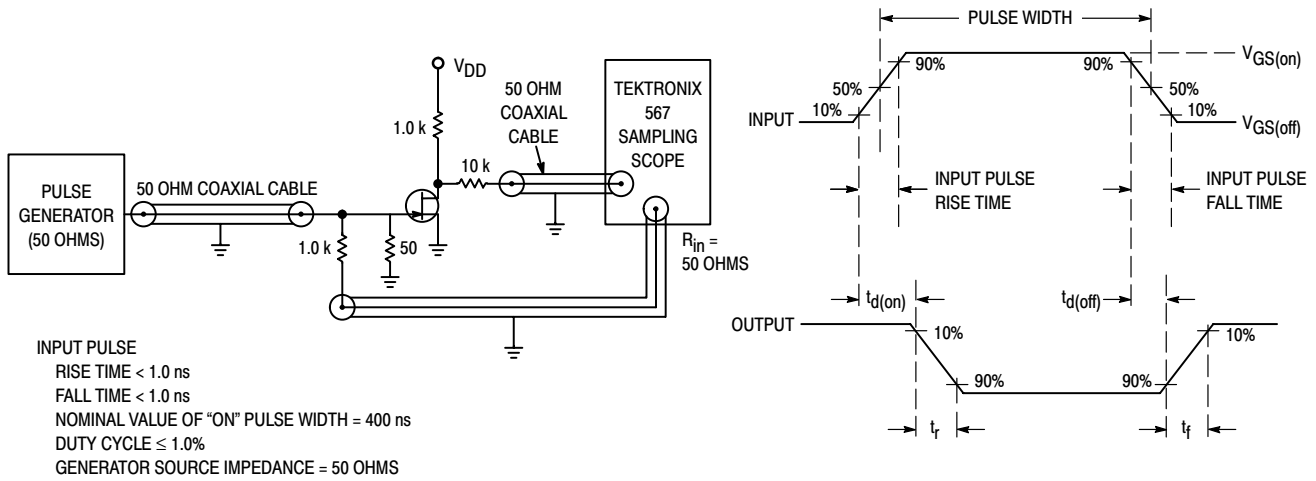 V_DD
1.0 k
10 k
50 OHM
COAXIAL
CABLE
TEKTRONIX
567
SAMPLING
SCOPE
PULSE
GENERATOR
(50 OHMS)
50 OHM COAXIAL CABLE
1.0 k
50
R_in =
50 OHMS
INPUT PULSE
RISE TIME < 1.0 ns
FALL TIME < 1.0 ns
NOMINAL VALUE OF “ON” PULSE WIDTH = 400 ns
DUTY CYCLE ≤ 1.0%
GENERATOR SOURCE IMPEDANCE = 50 OHMS
PULSE WIDTH
V_GS(on)
90%
90%
50%
50%
10%
10%
INPUT
V_GS(off)
INPUT PULSE
RISE TIME
INPUT PULSE
FALL TIME
t_d(on)
t_d(off)
OUTPUT
10%
10%
90%
90%
t_r
t_f